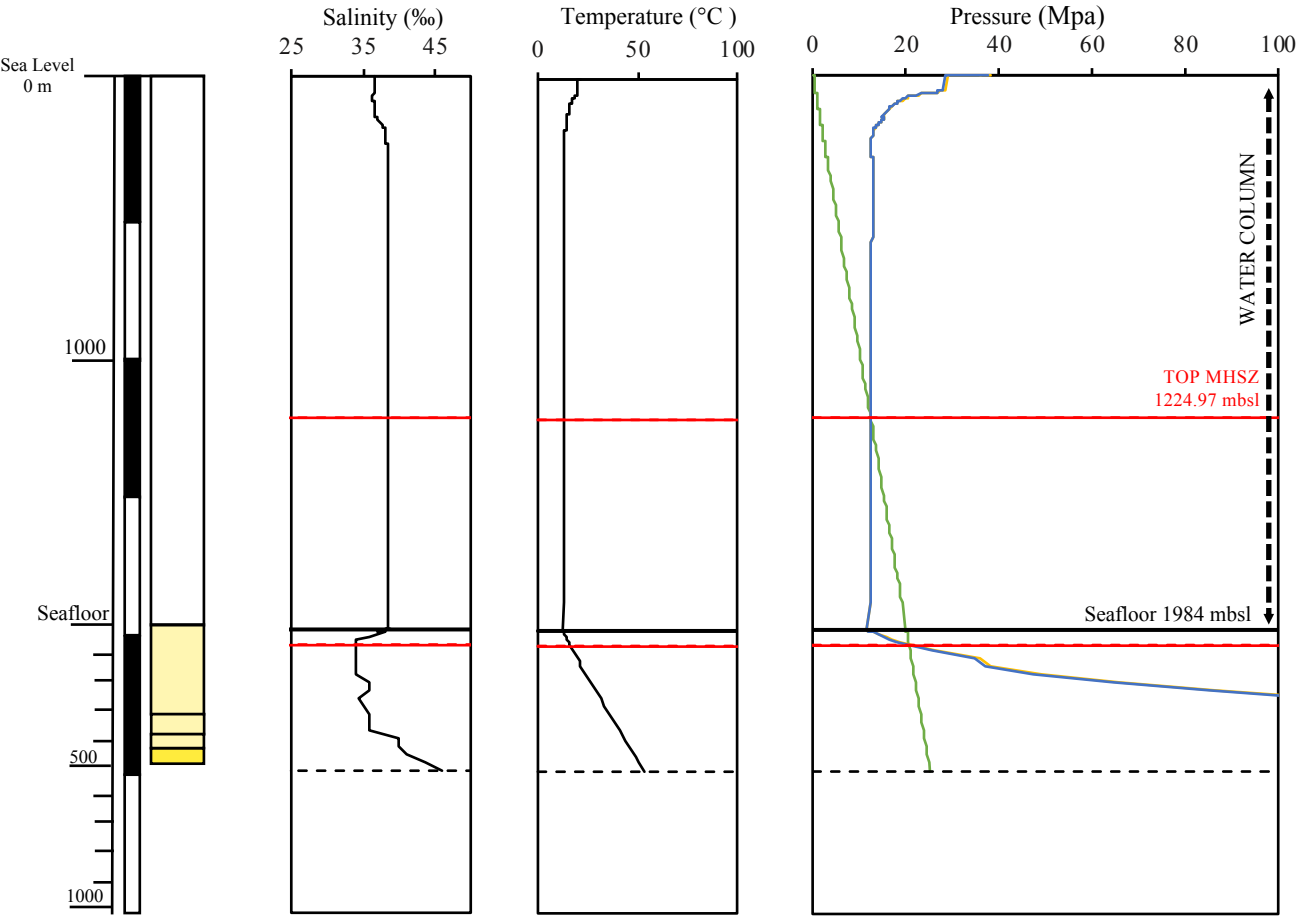 Salinity (‰)
25 35 45
Temperature (°C )
0 50 100
Pressure (Mpa)
0 20 40 60 80 100
Sea Level
0 m
1000
Seafloor
500
1000
WATER COLUMN
TOP MHSZ
1224.97 mbsl
Seafloor 1984 mbsl